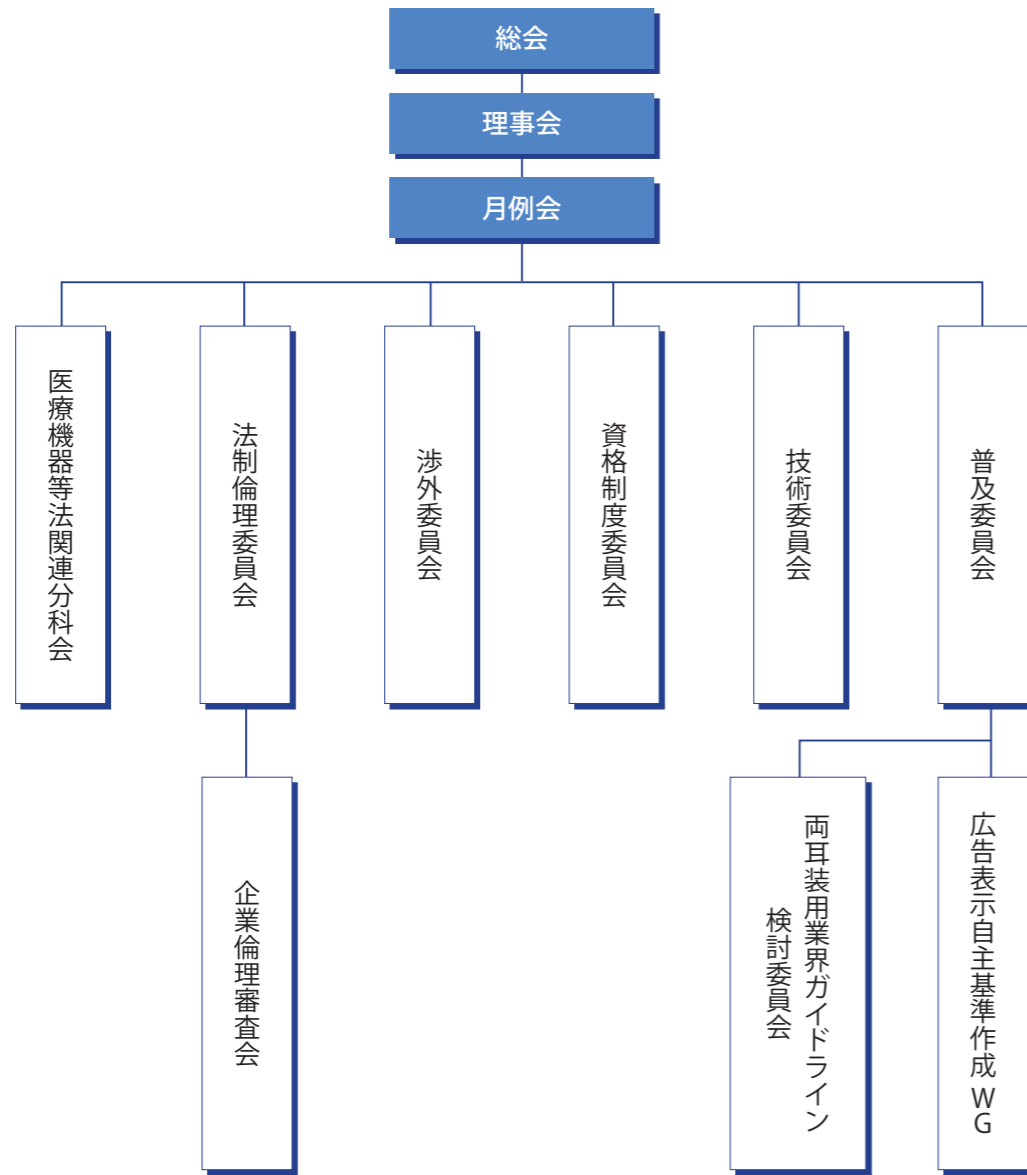 総会
理事会
月例会
医療機器等法関連分科会
法制倫理委員会
渉外委員会
資格制度委員会
技術委員会
普及委員会
企業倫理審査会
両耳装用業界ガイドライン
検討委員会
広告表示自主基準作成 WG